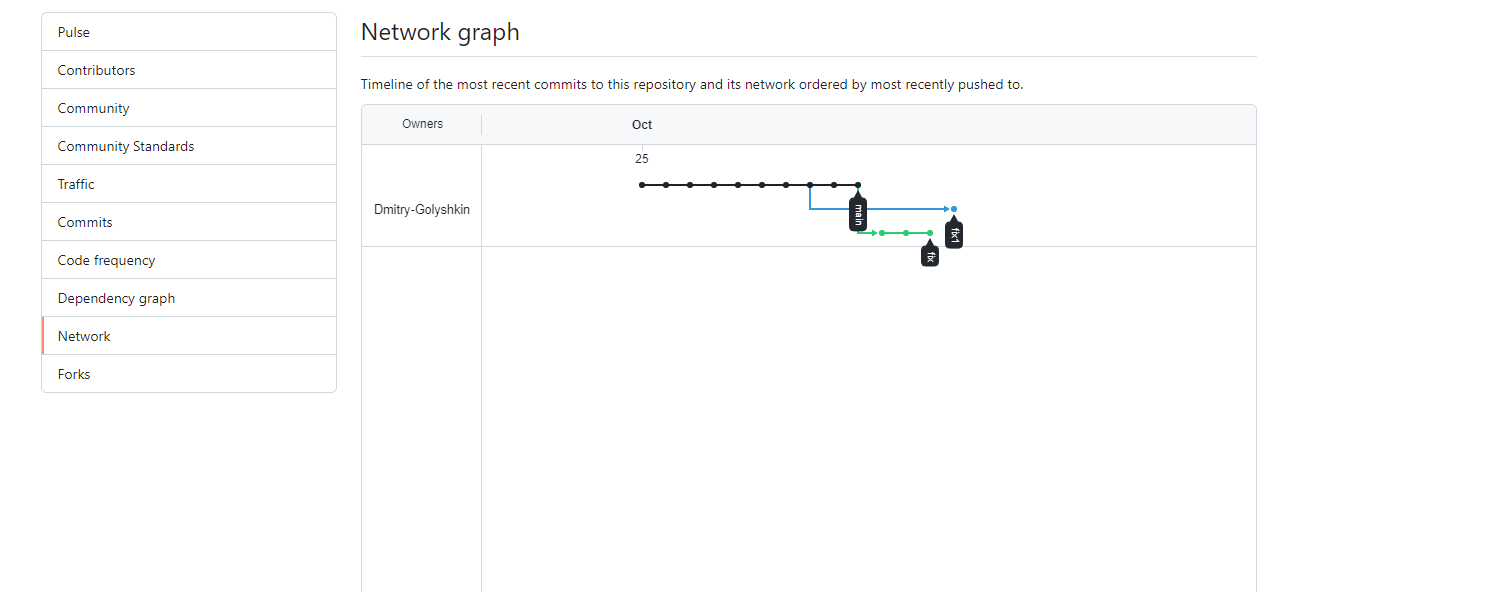 Pulse
Contributors
Community
Community Standards
Traffic
Commits
Code frequency
Dependency graph
Network
Forks
Network graph
Timeline of the most recent commits to this repository and its network ordered by most recently pushed to.
Owners
Oct
25
Dmitry-Golyshkin
main
fix1
fix